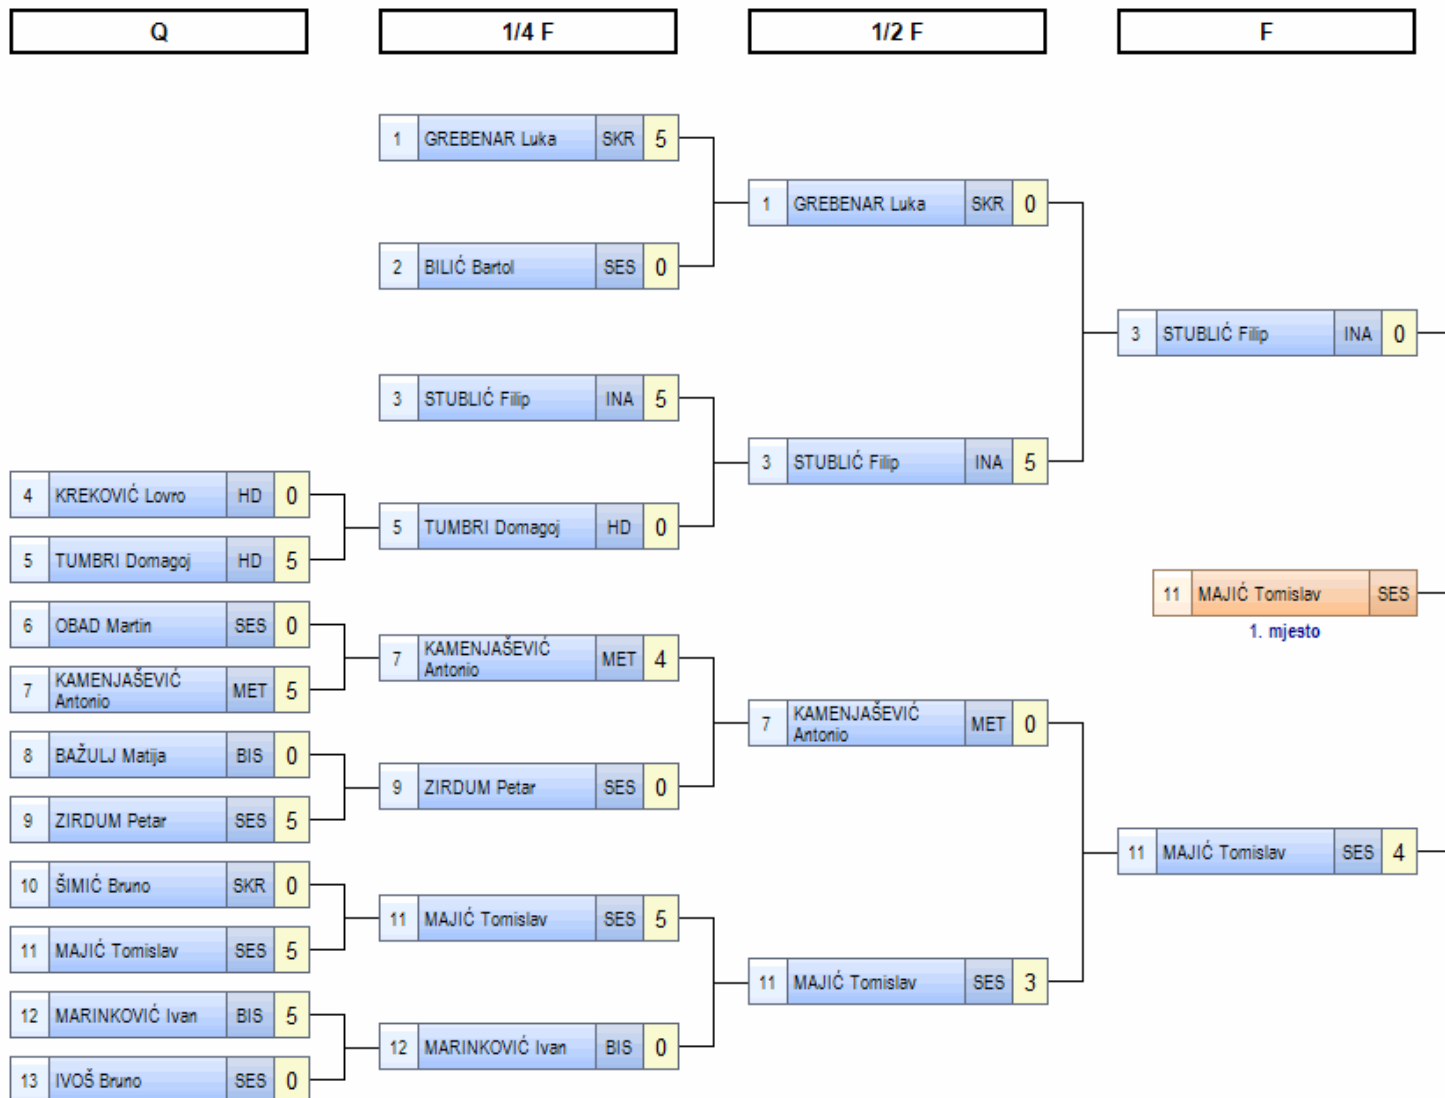 Q 1/4 F 1/2 F F
1 GREBENAR Luka SKR 5
1 GREBENAR Luka SKR 0
2 BILIĆ Bartol SES 0
3 STUBLIĆ Filip INA 0
3 STUBLIĆ Filip INA 5
3 STUBLIĆ Filip INA 5
4 KREKOVIĆ Lovro HD 0
5 TUMBRI Domagoj HD 0
5 TUMBRI Domagoj HD 5
11 MAJIĆ Tomislav SES
1. mjesto
6 OBAD Martin SES 0
7 KAMENJAŠEVIĆ
Antonio MET 4
7 KAMENJAŠEVIĆ
Antonio MET 5
7 KAMENJAŠEVIĆ
Antonio MET 0
8 BAŽULJ Matija BIS 0
9 ZIRDUM Petar SES 0
9 ZIRDUM Petar SES 5
11 MAJIĆ Tomislav SES 4
10 ŠIMIĆ Bruno SKR 0
11 MAJIĆ Tomislav SES 5
11 MAJIĆ Tomislav SES 5
11 MAJIĆ Tomislav SES 3
12 MARINKOVIĆ Ivan BIS 5
12 MARINKOVIĆ Ivan BIS 0
13 IVOŠ Bruno SES 0